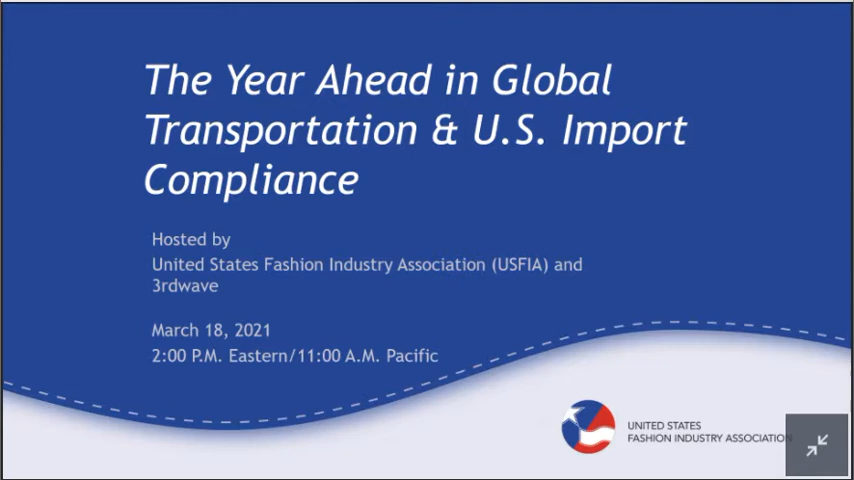 The Year Ahead in Global
Transportation & U.S. Import
Compliance
Hosted by
United States Fashion Industry Association (USFIA) and
3rdwave
March 18, 2021
2:00 P.M. Eastern/11:00 A.M. Pacific
UNITED STATES
FASHION INDUSTRY ASSOCIATION